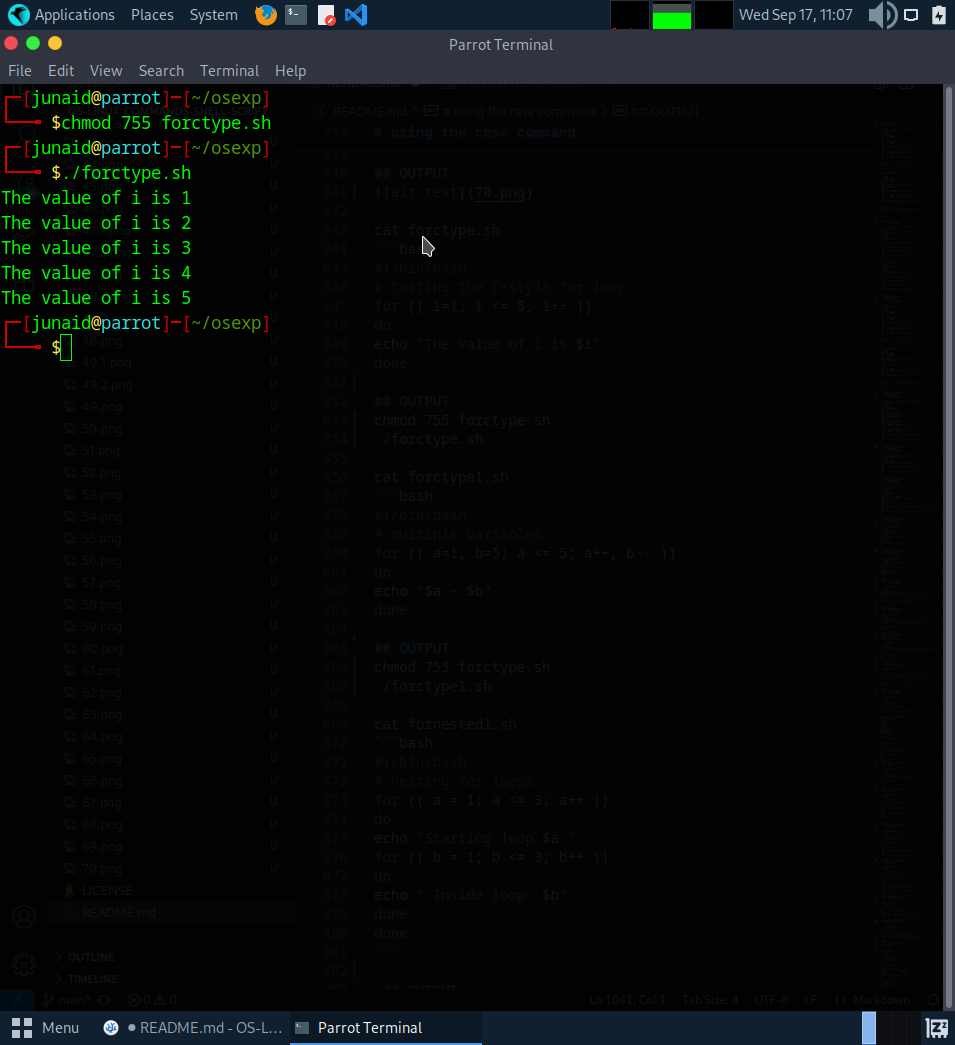 Applications Places System Wed Sep 17, 11:07
Parrot Terminal
File Edit View Search Terminal Help
[junaid@parrot]-[~/osexp]
$chmod 755 forctype.sh
[junaid@parrot]-[~/osexp]
$./forctype.sh
The value of i is 1
The value of i is 2
The value of i is 3
The value of i is 4
The value of i is 5
[junaid@parrot]-[~/osexp]
$
README.md > # using the case command > ## OUTPUT
737 # using the case command
839
840 ## OUTPUT
841 ![alt text](70.png)
842
843 cat forctype.sh
844 ```bash
845 #!/bin/bash
846 # testing the C-style for loop
847 for (( i=1; i <= 5; i++ ))
848 do
849 echo "The value of i is $i"
850 done
851 ```
852 ## OUTPUT
853 chmod 755 forctype.sh
854 ./forctype.sh
855
856 cat forctype1.sh
857 ```bash
858 #!/bin/bash
859 # multiple variables
860 for (( a=1, b=5; a <= 5; a++, b-- ))
861 do
862 echo "$a - $b"
863 done
864 ```
865 ## OUTPUT
866 chmod 755 forctype.sh
867 ./forctype1.sh
868
869 cat fornested1.sh
870 ```bash
871 #!/bin/bash
872 # nesting for loops
873 for (( a = 1; a <= 3; a++ ))
874 do
875 echo "Starting loop $a:"
876 for (( b = 1; b <= 3; b++ ))
877 do
878 echo " Inside loop: $b"
879 done
880 done
881 ```
882
## OUTPUT
48.png U
49.1.png U
49.2.png U
49.png U
50.png U
51.png U
52.png U
53.png U
54.png U
55.png U
56.png U
57.png U
58.png U
59.png U
60.png U
61.png U
62.png U
63.png U
64.png U
65.png U
66.png U
67.png U
68.png U
69.png U
70.png U
LICENSE
README.md
OUTLINE
TIMELINE
main* 0 0 Ln 1041, Col 1 Tab Size: 4 UTF-8 LF {} Markdown
Menu README.md - OS-L... Parrot Terminal